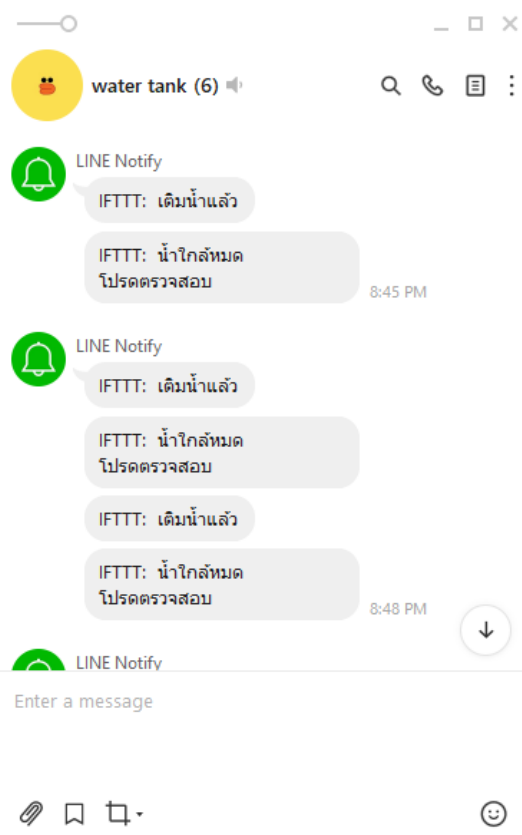 water tank (6)
LINE Notify
IFTTT: เติมน้ำแล้ว
IFTTT: น้ำใกล้หมด
โปรดตรวจสอบ
8:45 PM
LINE Notify
IFTTT: เติมน้ำแล้ว
IFTTT: น้ำใกล้หมด
โปรดตรวจสอบ
IFTTT: เติมน้ำแล้ว
IFTTT: น้ำใกล้หมด
โปรดตรวจสอบ
8:48 PM
LINE Notify
Enter a message